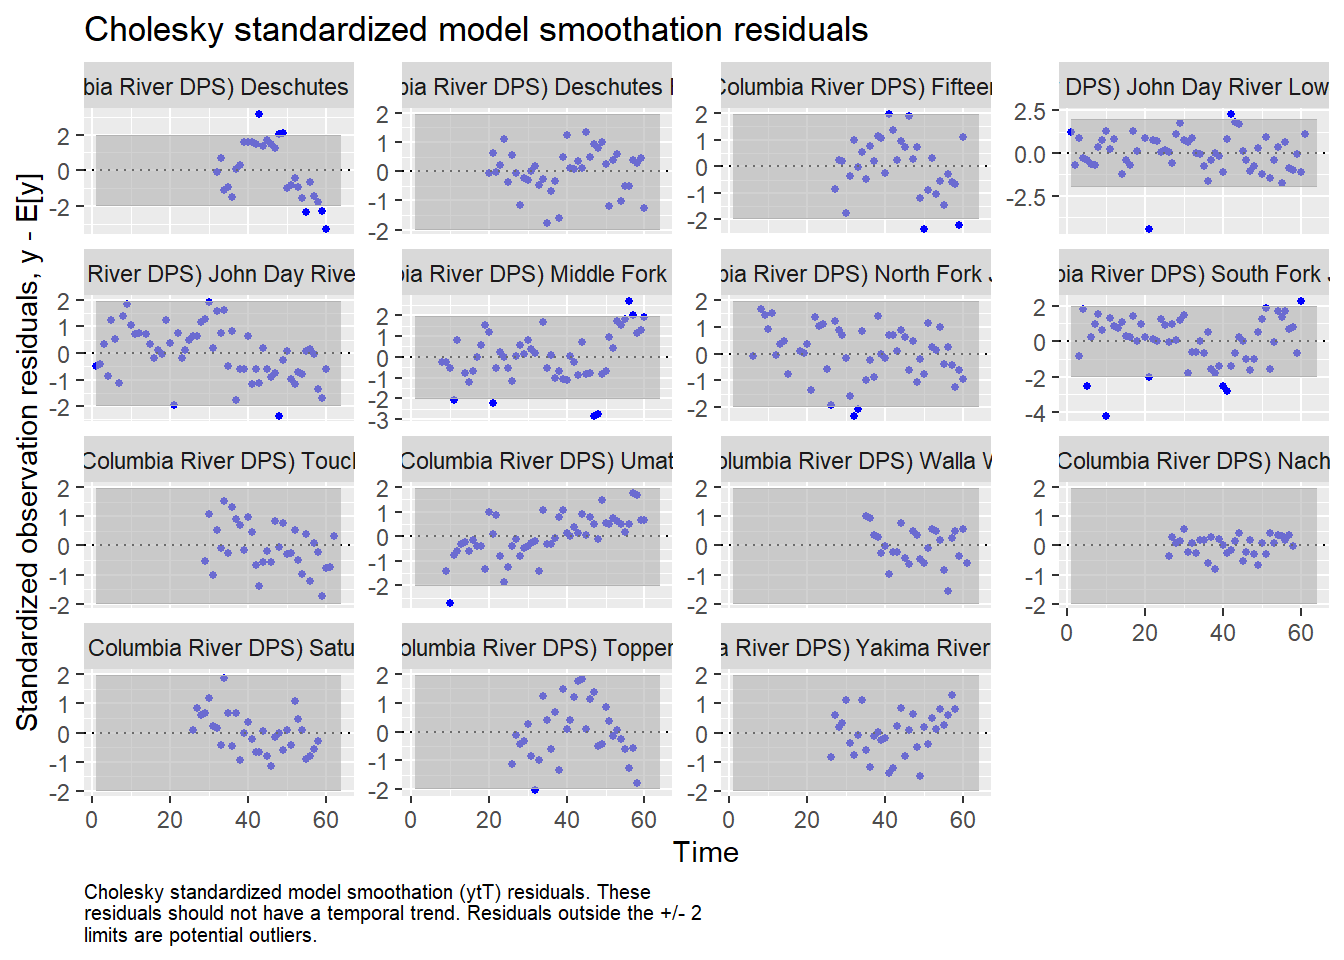 Cholesky standardized model smoothation residuals
bia River DPS) Deschutes
bia River DPS) Deschutes
Columbia River DPS) Fifteen
DPS) John Day River Low
2
0
-2
2
1
0
-1
-2
2
1
0
-1
-2
2.5
0.0
-2.5
River DPS) John Day Rive
bia River DPS) Middle Fork
bia River DPS) North Fork J
bia River DPS) South Fork J
2
1
0
-1
-2
2
1
0
-1
-2
-3
2
1
0
-1
-2
2
0
-2
-4
Columbia River DPS) Touch
Columbia River DPS) Umat
olumbia River DPS) Walla W
Columbia River DPS) Nach
2
1
0
-1
-2
2
1
0
-1
-2
2
1
0
-1
-2
2
1
0
-1
-2
0 20 40 60
Columbia River DPS) Satu
olumbia River DPS) Toppen
a River DPS) Yakima River
2
1
0
-1
-2
2
1
0
-1
-2
2
1
0
-1
-2
0 20 40 60
0 20 40 60
0 20 40 60
Time
Standardized observation residuals, y - E[y]
Cholesky standardized model smoothation (ytT) residuals. These
residuals should not have a temporal trend. Residuals outside the +/- 2
limits are potential outliers.